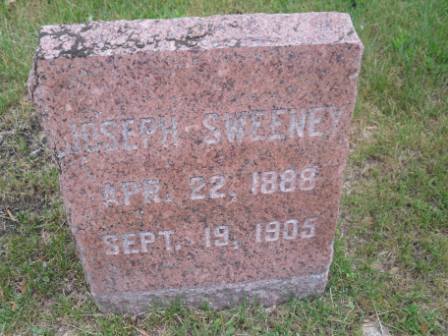 JOSEPH SWEENEY
APR. 22, 1888
SEPT. 19, 1905